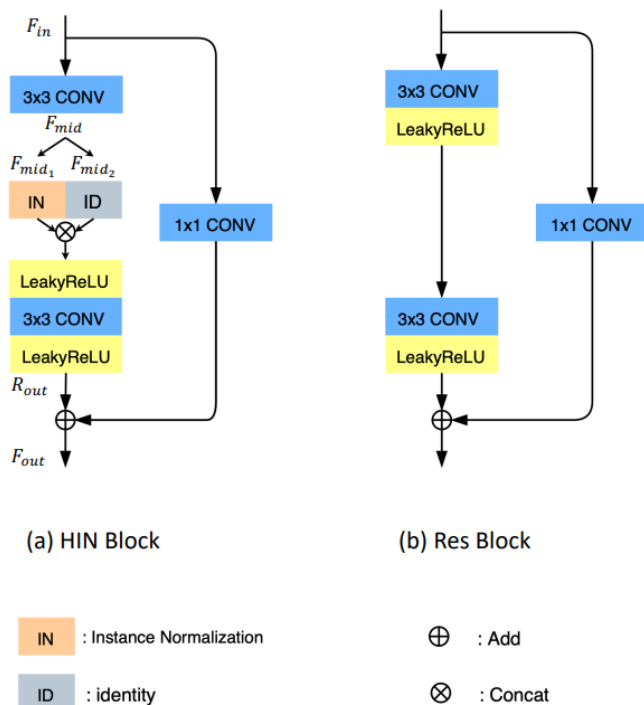 F_in
3x3 CONV
F_mid
F_mid_1 F_mid_2
IN ID
1x1 CONV
LeakyReLU
3x3 CONV
LeakyReLU
R_out
F_out
(a) HIN Block
3x3 CONV
LeakyReLU
1x1 CONV
3x3 CONV
LeakyReLU
(b) Res Block
IN : Instance Normalization
: Add
ID : identity
: Concat